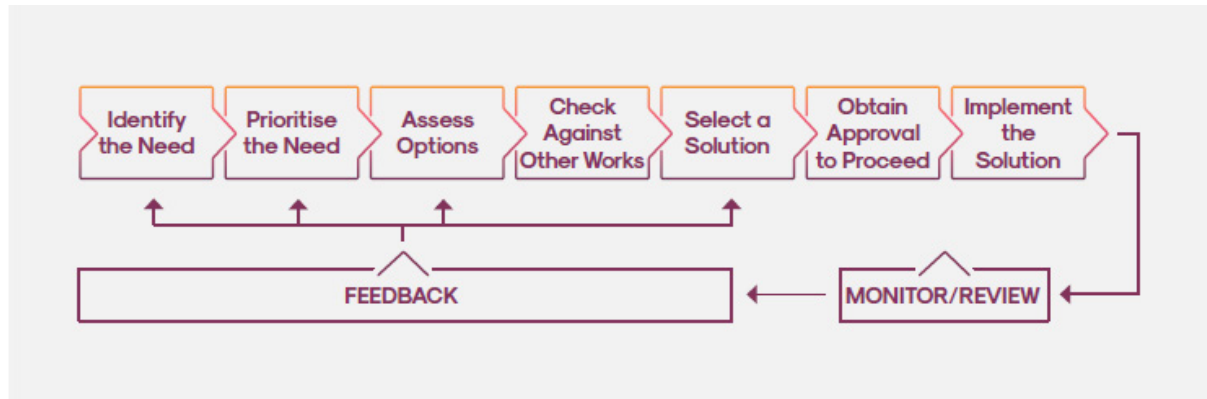 Identify
the Need
Prioritise
the Need
Assess
Options
Check
Against
Other Works
Select a
Solution
Obtain
Approval
to Proceed
Implement
the
Solution
FEEDBACK
MONITOR/REVIEW